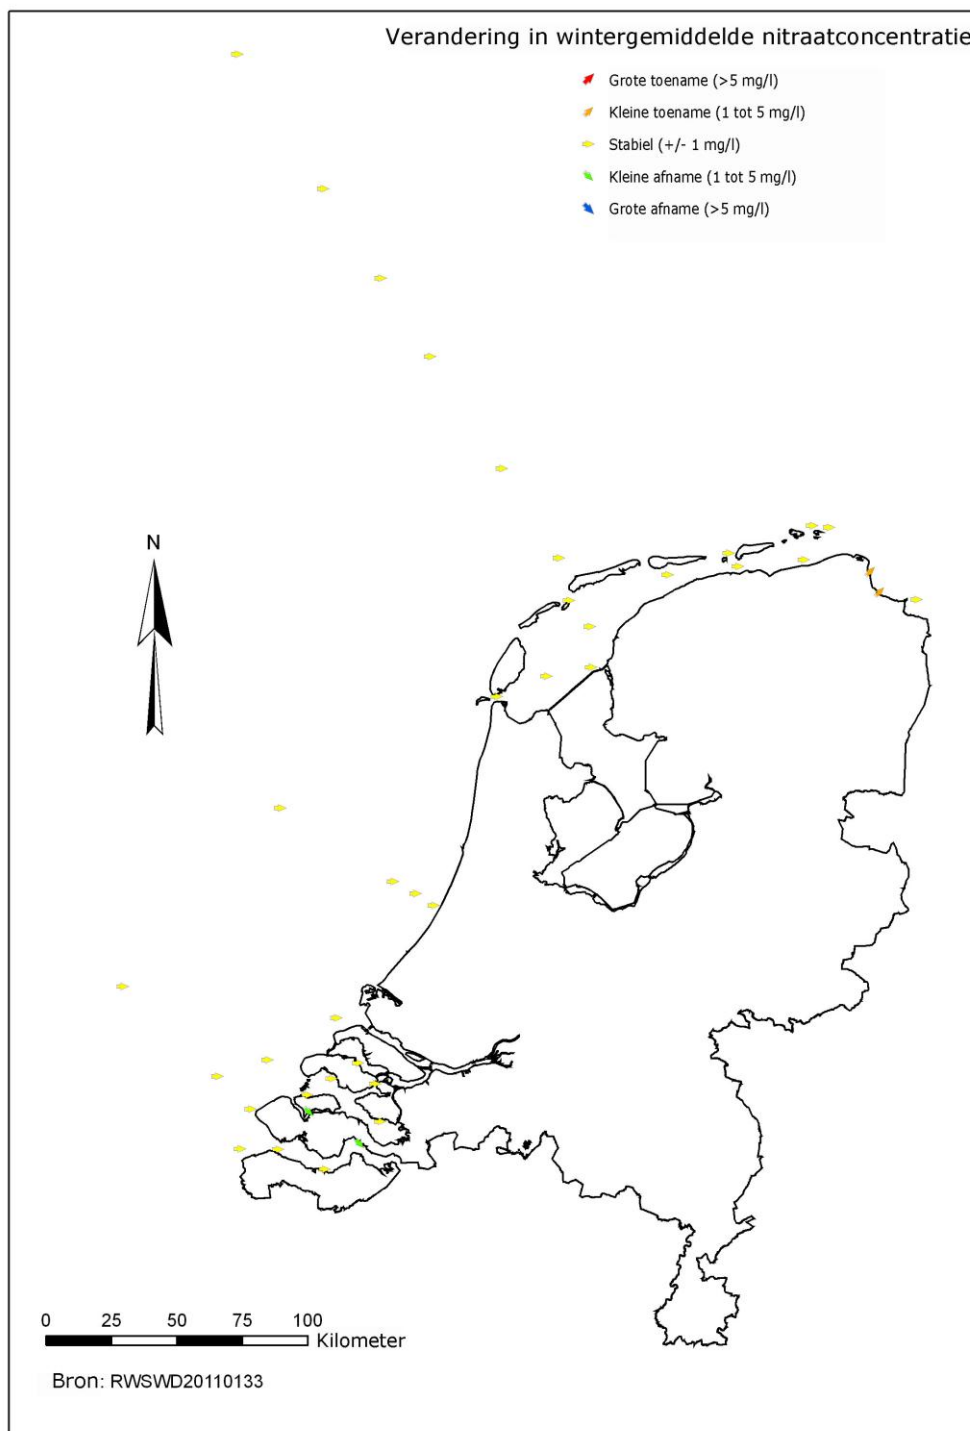 Verandering in wintergemiddelde nitraatconcentratie
Grote toename (>5 mg/l)
Kleine toename (1 tot 5 mg/l)
Stabiel (+/- 1 mg/l)
Kleine afname (1 tot 5 mg/l)
Grote afname (>5 mg/l)
N
0 25 50 75 100
Kilometer
Bron: RWSWD20110133